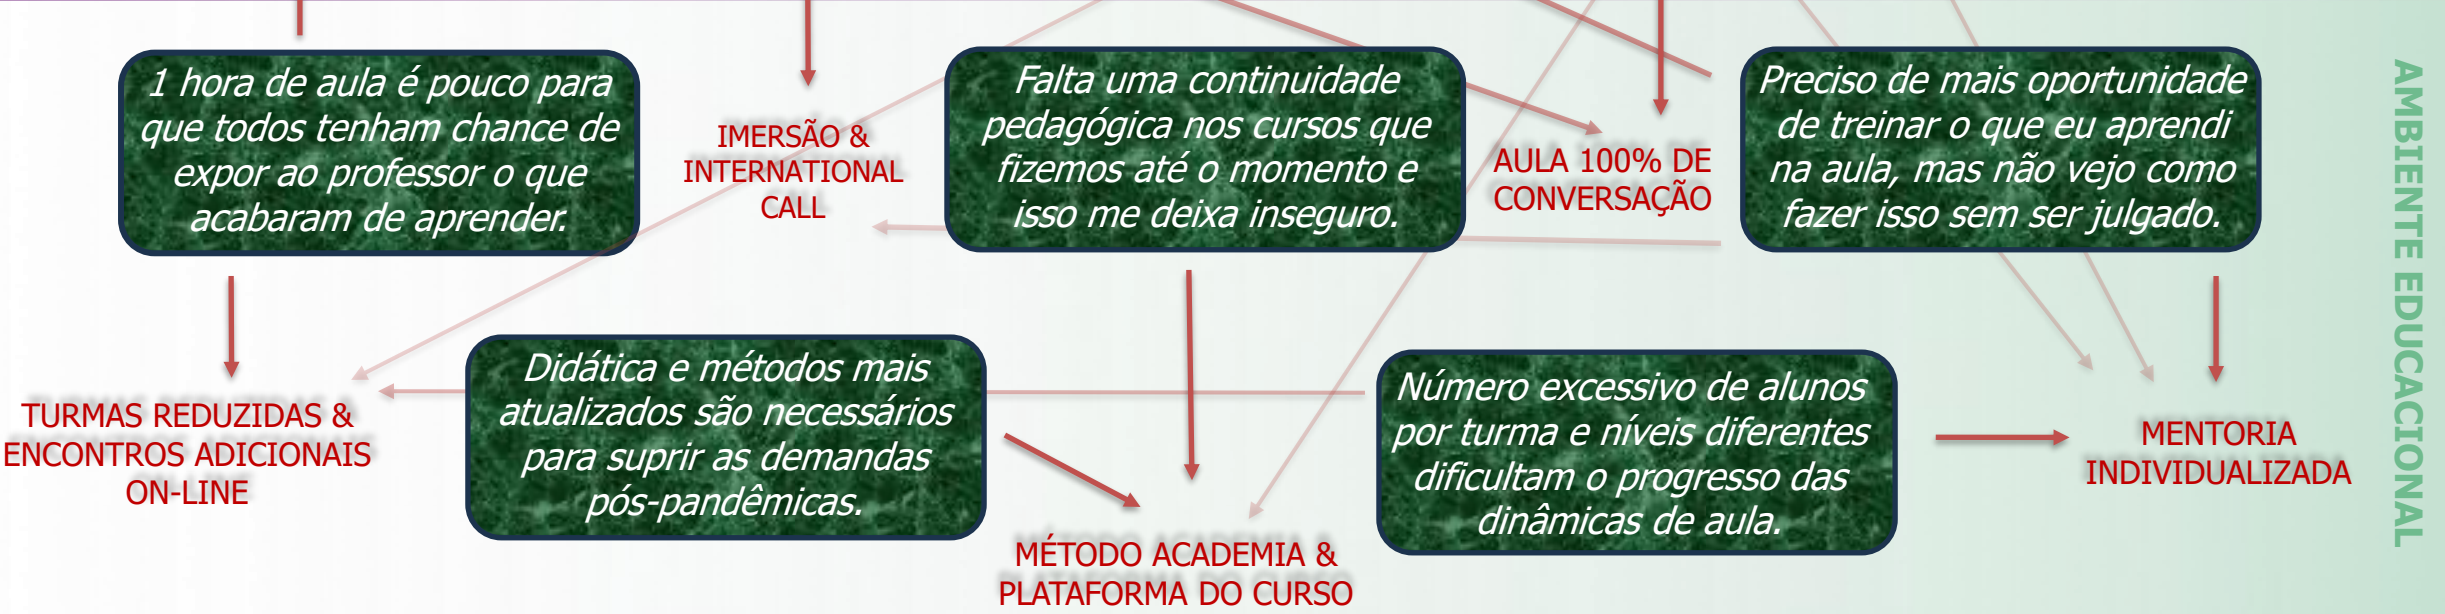 1 hora de aula é pouco para
que todos tenham chance de
expor ao professor o que
acabaram de aprender.
IMERSÃO &
INTERNATIONAL
CALL
Falta uma continuidade
pedagógica nos cursos que
fizemos até o momento e
isso me deixa inseguro.
AULA 100% DE
CONVERSAÇÃO
Preciso de mais oportunidade
de treinar o que eu aprendi
na aula, mas não vejo como
fazer isso sem ser julgado.
TURMAS REDUZIDAS &
ENCONTROS ADICIONAIS
ON-LINE
Didática e métodos mais
atualizados são necessários
para suprir as demandas
pós-pandêmicas.
MÉTODO ACADEMIA &
PLATAFORMA DO CURSO
Número excessivo de alunos
por turma e níveis diferentes
dificultam o progresso das
dinâmicas de aula.
MENTORIA
INDIVIDUALIZADA
AMBIENTE EDUCACIONAL